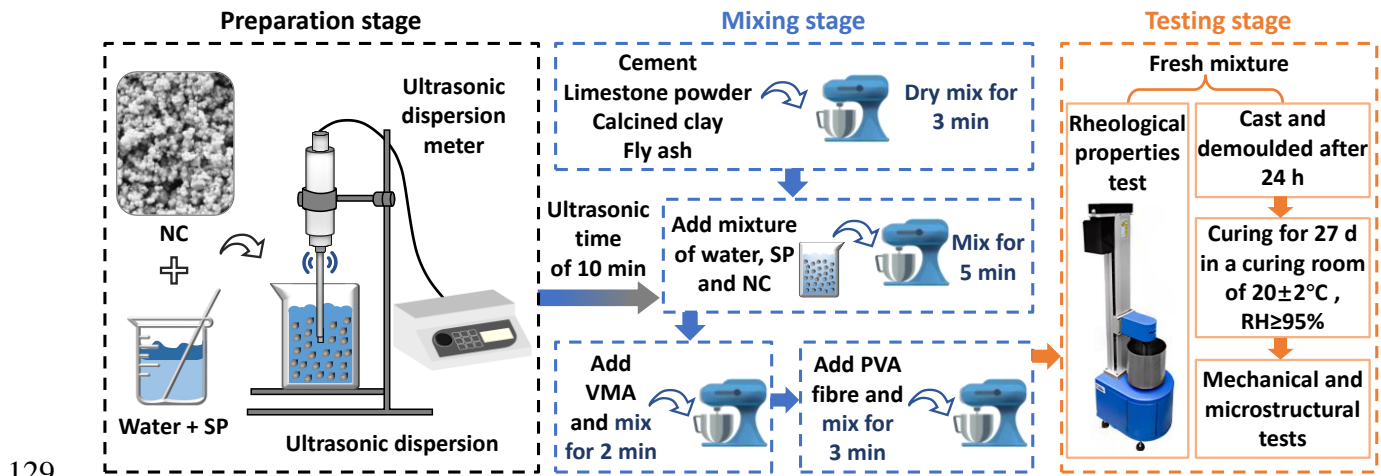 Preparation stage
NC
Water + SP
Ultrasonic
dispersion
meter
Ultrasonic dispersion
Ultrasonic
time
of 10 min
Mixing stage
Cement
Limestone powder
Calcined clay
Fly ash
Dry mix for
3 min
Add mixture
of water, SP
and NC
Mix for
5 min
Add
VMA
and mix
for 2 min
Add PVA
fibre and
mix for
3 min
Testing stage
Fresh mixture
Rheological
properties
test
Cast and
demoulded after
24 h
Curing for 27 d
in a curing room
of 20±2°C ,
RH≥95%
Mechanical and
microstructural
tests
129